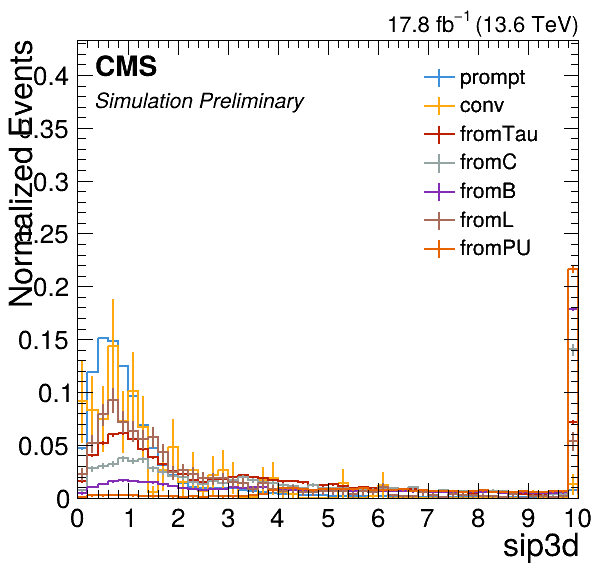 17.8 fb⁻¹ (13.6 TeV)
CMS
Simulation Preliminary
Normalized Events
0.4
0.35
0.3
0.25
0.2
0.15
0.1
0.05
0
prompt
conv
fromTau
fromC
fromB
fromL
fromPU
0 1 2 3 4 5 6 7 8 9 10
sip3d